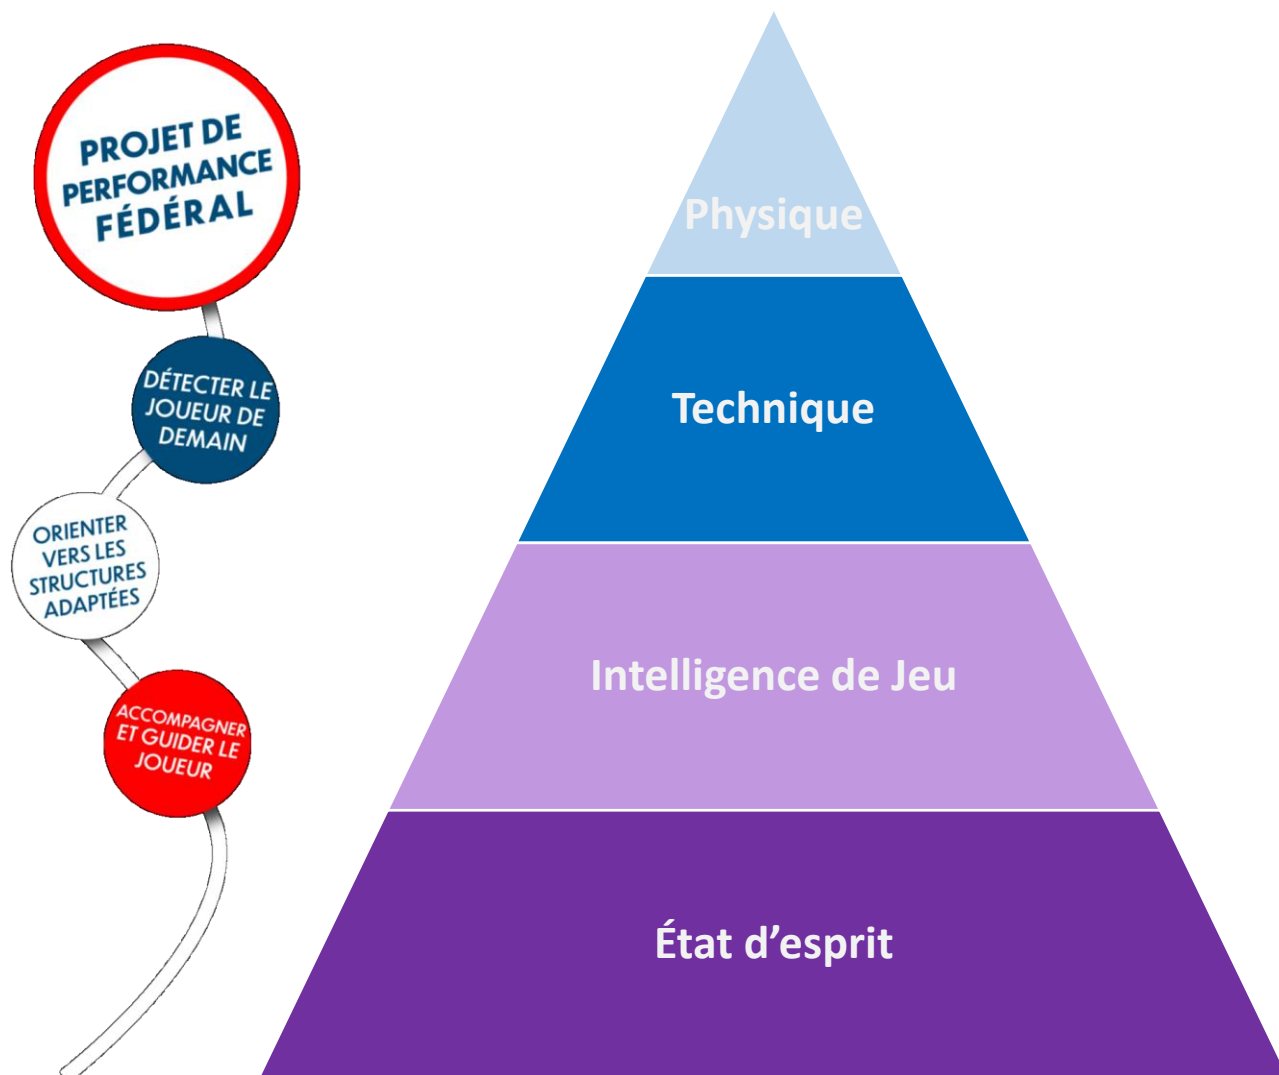 PROJET DE
PERFORMANCE
FÉDÉRAL
DÉTECTER LE
JOUEUR DE
DEMAIN
ORIENTER
VERS LES
STRUCTURES
ADAPTÉES
ACCOMPAGNER
ET GUIDER LE
JOUEUR
Physique
Technique
Intelligence de Jeu
État d’esprit